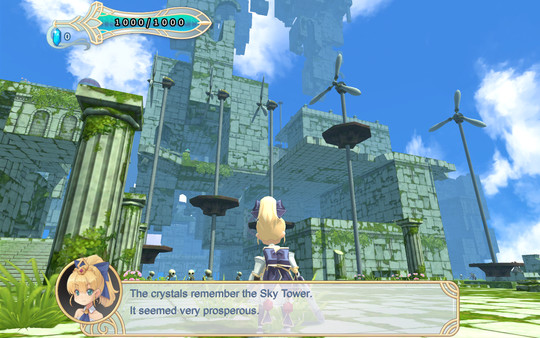 1000/1000
0
The crystals remember the Sky Tower.
It seemed very prosperous.